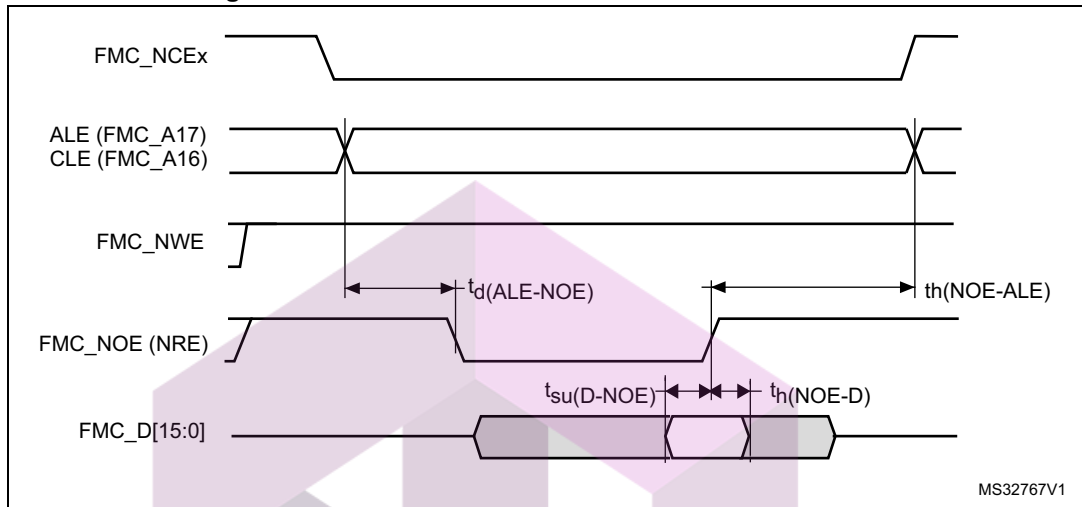 FMC_NCEx
ALE (FMC_A17)
CLE (FMC_A16)
FMC_NWE
td(ALE-NOE)
th(NOE-ALE)
FMC_NOE (NRE)
tsu(D-NOE)
th(NOE-D)
FMC_D[15:0]
MS32767V1